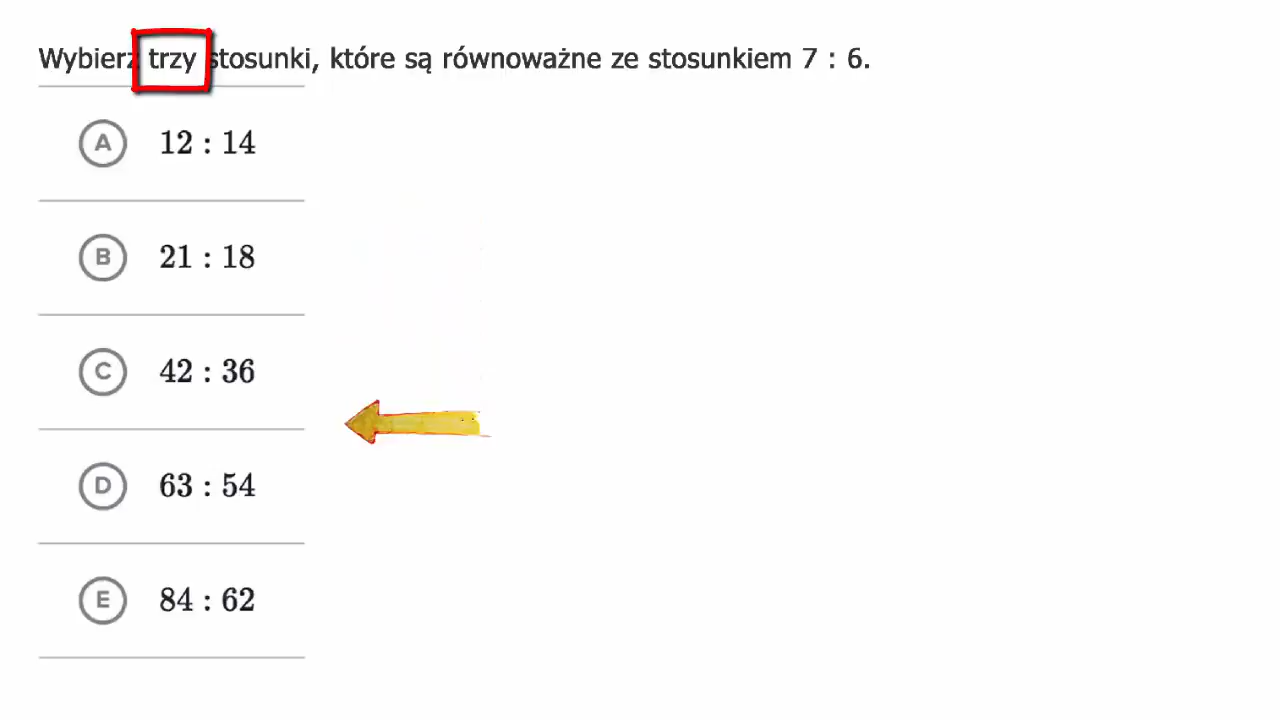 Wybierz trzy stosunki, które są równoważne ze stosunkiem 7 : 6.
A 12 : 14
B 21 : 18
C 42 : 36
D 63 : 54
E 84 : 62